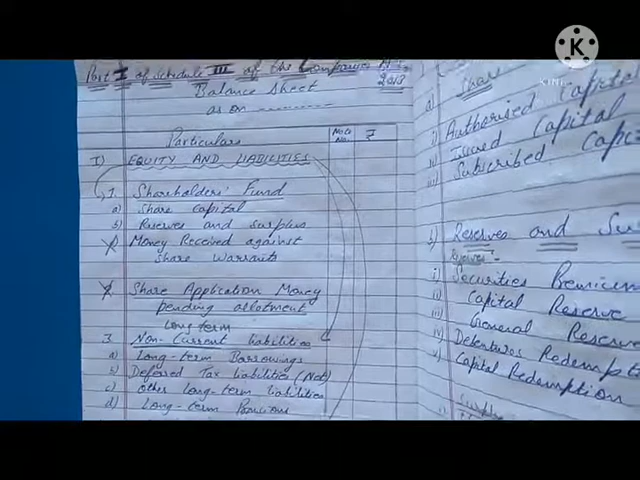 Part I of Schedule III of the Companies Act, 2013
Balance Sheet
as on
Particulars
Note No.
₹
I) EQUITY AND LIABILITIES
1. Shareholders' Fund
a) Share Capital
b) Reserves and surplus
c) Money Received against
share warrants
2. Share Application Money
pending allotment
long term
3. Non-Current liabilities
a) Long-term Borrowings
b) Deferred Tax liabilities (Net)
c) Other Long-term liabilities
d) Long-term Provisions
a) Share
i) Authorised Capital
ii) Issued Capital
iii) Subscribed
b) Reserves and
Reserves:-
i) Securities Premium
ii) Capital Reserve
iii) General Reserve
iv) Debentures
v) Capital Redemption
K
KINEMASTER